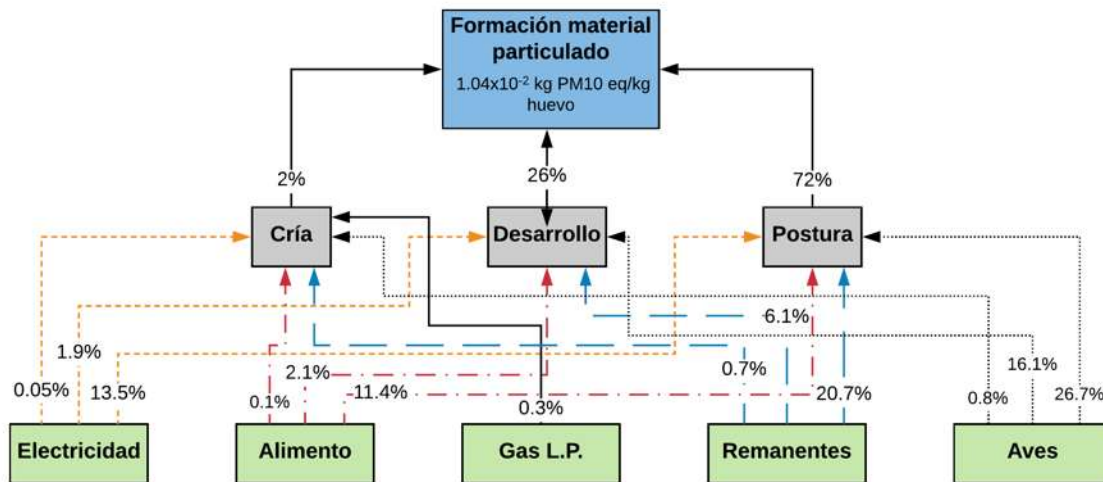 Formación material
particulado
1.04x10⁻² kg PM10 eq/kg
huevo
2%
26%
72%
Cría
Desarrollo
Postura
6.1%
1.9%
2.1%
0.7%
16.1%
0.05%
13.5%
0.1%
11.4%
0.3%
20.7%
0.8%
26.7%
Electricidad
Alimento
Gas L.P.
Remanentes
Aves